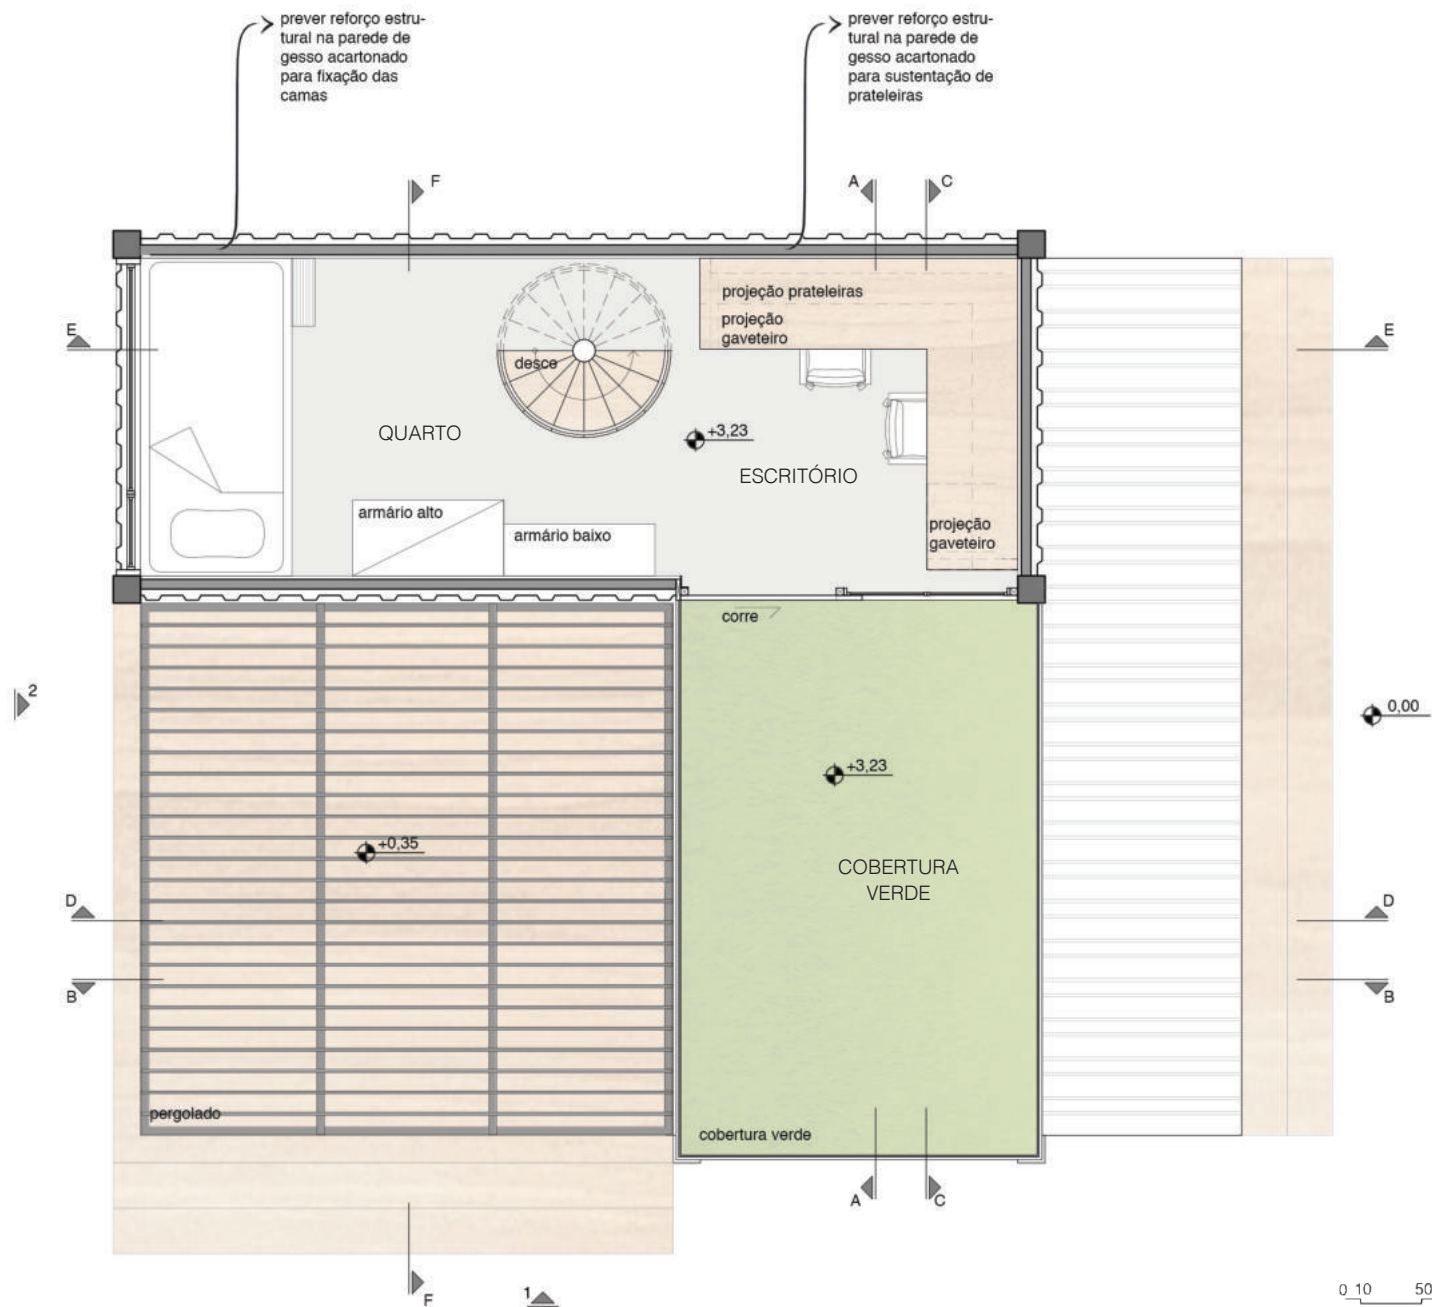 prever reforço estru-
tural na parede de
gesso acartonado
para fixação das
camas
prever reforço estru-
tural na parede de
gesso acartonado
para sustentação de
prateleiras
F
A
C
projeção prateleiras
projeção
gaveteiro
E
E
desce
QUARTO
+3,23
ESCRITÓRIO
armário alto
armário baixo
projeção
gaveteiro
corre
2
0,00
+3,23
+0,35
COBERTURA
VERDE
D
D
B
B
pergolado
cobertura verde
A
C
F
1
0 10 50